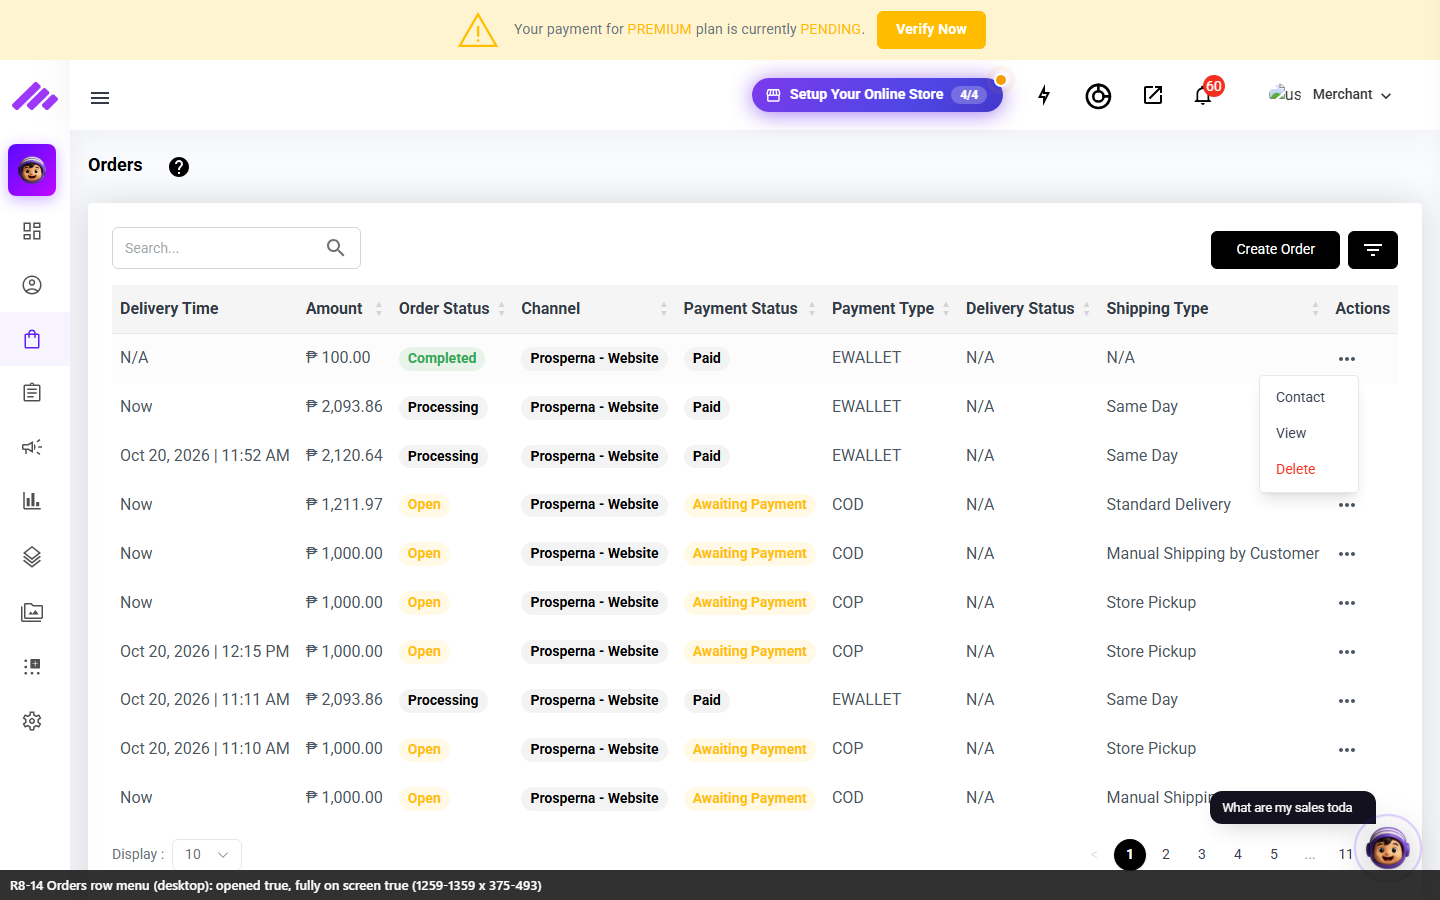 Your payment for PREMIUM plan is currently PENDING. Verify Now
Setup Your Online Store 4/4
60
us Merchant
Orders ?
Search...
Create Order
Delivery Time Amount Order Status Channel Payment Status Payment Type Delivery Status Shipping Type Actions
N/A ₱ 100.00 Completed Prosperna - Website Paid EWALLET N/A N/A
Now ₱ 2,093.86 Processing Prosperna - Website Paid EWALLET N/A Same Day
Oct 20, 2026 | 11:52 AM ₱ 2,120.64 Processing Prosperna - Website Paid EWALLET N/A Same Day
Now ₱ 1,211.97 Open Prosperna - Website Awaiting Payment COD N/A Standard Delivery
Now ₱ 1,000.00 Open Prosperna - Website Awaiting Payment COD N/A Manual Shipping by Customer
Now ₱ 1,000.00 Open Prosperna - Website Awaiting Payment COP N/A Store Pickup
Oct 20, 2026 | 12:15 PM ₱ 1,000.00 Open Prosperna - Website Awaiting Payment COP N/A Store Pickup
Oct 20, 2026 | 11:11 AM ₱ 2,093.86 Processing Prosperna - Website Paid EWALLET N/A Same Day
Oct 20, 2026 | 11:10 AM ₱ 1,000.00 Open Prosperna - Website Awaiting Payment COP N/A Store Pickup
Now ₱ 1,000.00 Open Prosperna - Website Awaiting Payment COD N/A Manual
Contact
View
Delete
What are my sales toda
Display : 10
< 1 2 3 4 5 ... 11
R8-14 Orders row menu (desktop): opened true, fully on screen true (1259-1359 x 375-493)